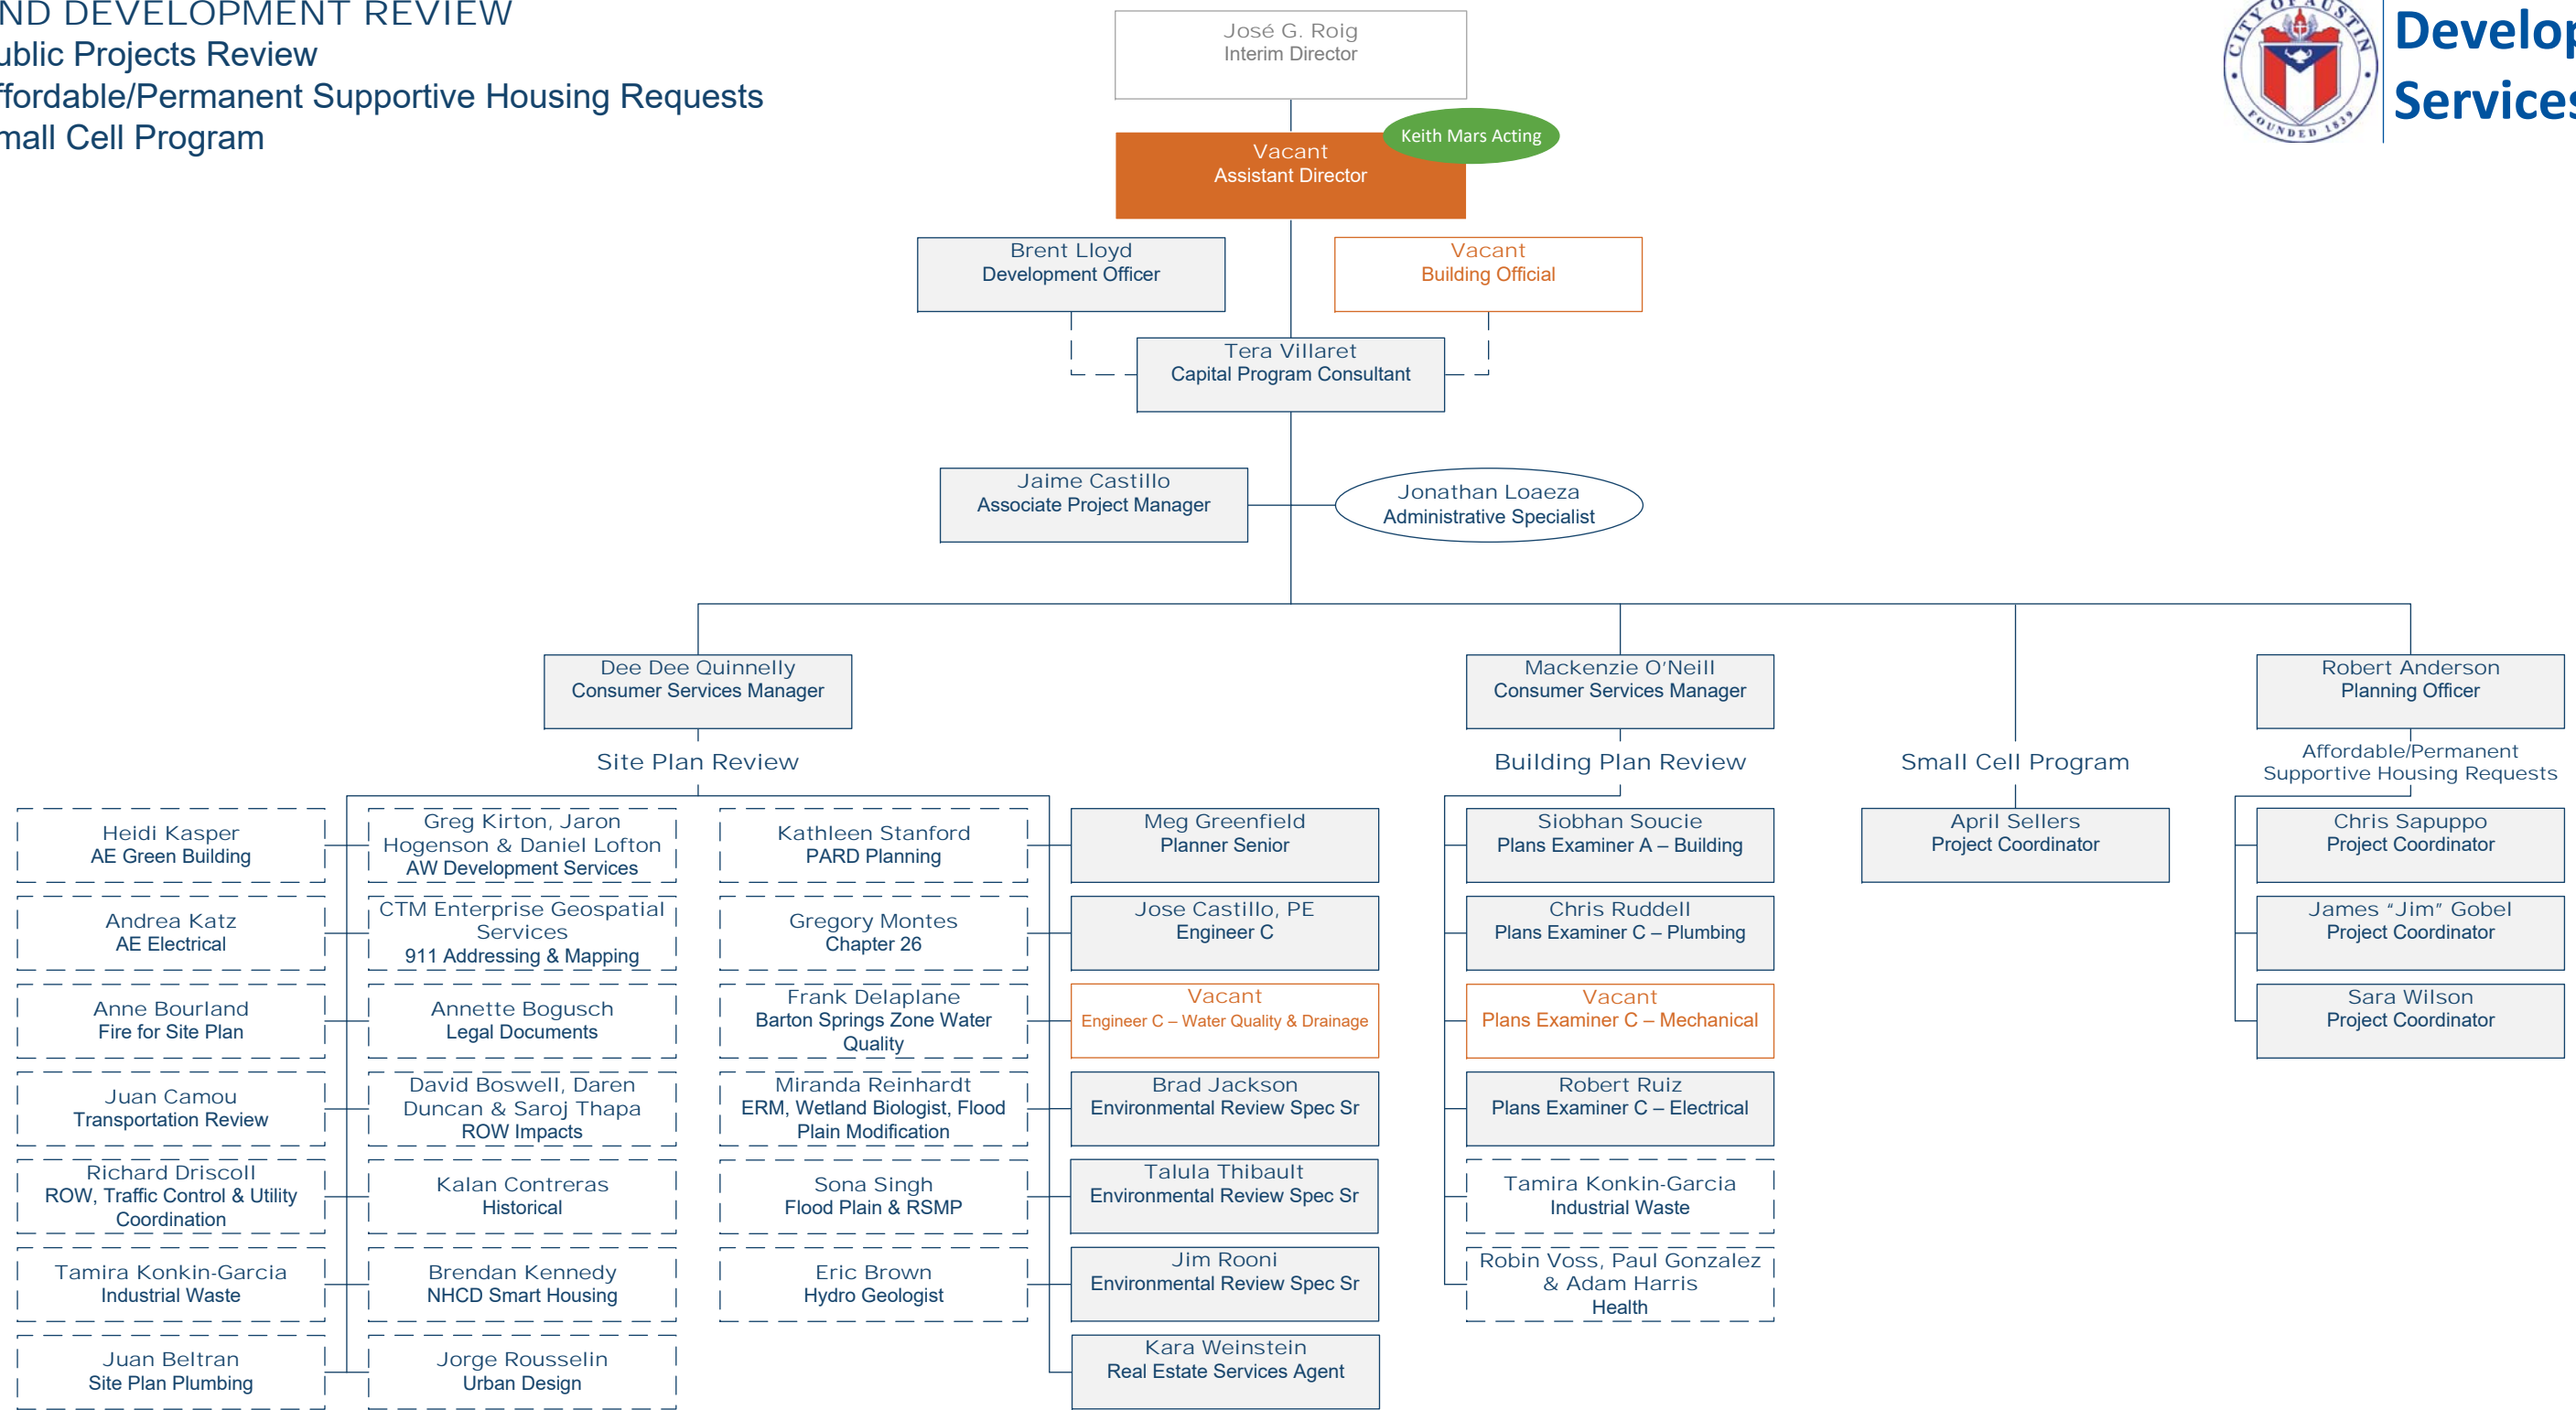 ND DEVELOPMENT REVIEW
ublic Projects Review
ffordable/Permanent Supportive Housing Requests
mall Cell Program
José G. Roig
Interim Director
CITY OF AUSTIN
FOUNDED 1839
Develop
Services
Keith Mars Acting
Vacant
Assistant Director
Brent Lloyd
Development Officer
Vacant
Building Official
Tera Villaret
Capital Program Consultant
Jaime Castillo
Associate Project Manager
Jonathan Loaeza
Administrative Specialist
Dee Dee Quinnelly
Consumer Services Manager
Mackenzie O'Neill
Consumer Services Manager
Robert Anderson
Planning Officer
Site Plan Review
Heidi Kasper
AE Green Building
Andrea Katz
AE Electrical
Anne Bourland
Fire for Site Plan
Juan Camou
Transportation Review
Richard Driscoll
ROW, Traffic Control & Utility
Coordination
Tamira Konkin-Garcia
Industrial Waste
Juan Beltran
Site Plan Plumbing
Greg Kirton, Jaron
Hogenson & Daniel Lofton
AW Development Services
CTM Enterprise Geospatial
Services
911 Addressing & Mapping
Annette Bogusch
Legal Documents
David Boswell, Daren
Duncan & Saroj Thapa
ROW Impacts
Kalan Contreras
Historical
Brendan Kennedy
NHCD Smart Housing
Jorge Rousselin
Urban Design
Kathleen Stanford
PARD Planning
Gregory Montes
Chapter 26
Frank Delaplane
Barton Springs Zone Water
Quality
Miranda Reinhardt
ERM, Wetland Biologist, Flood
Plain Modification
Sona Singh
Flood Plain & RSMP
Eric Brown
Hydro Geologist
Meg Greenfield
Planner Senior
Jose Castillo, PE
Engineer C
Vacant
Engineer C – Water Quality & Drainage
Brad Jackson
Environmental Review Spec Sr
Talula Thibault
Environmental Review Spec Sr
Jim Rooni
Environmental Review Spec Sr
Kara Weinstein
Real Estate Services Agent
Building Plan Review
Siobhan Soucie
Plans Examiner A – Building
Chris Ruddell
Plans Examiner C – Plumbing
Vacant
Plans Examiner C – Mechanical
Robert Ruiz
Plans Examiner C – Electrical
Tamira Konkin-Garcia
Industrial Waste
Robin Voss, Paul Gonzalez
& Adam Harris
Health
Small Cell Program
April Sellers
Project Coordinator
Affordable/Permanent
Supportive Housing Requests
Chris Sapuppo
Project Coordinator
James “Jim” Gobel
Project Coordinator
Sara Wilson
Project Coordinator